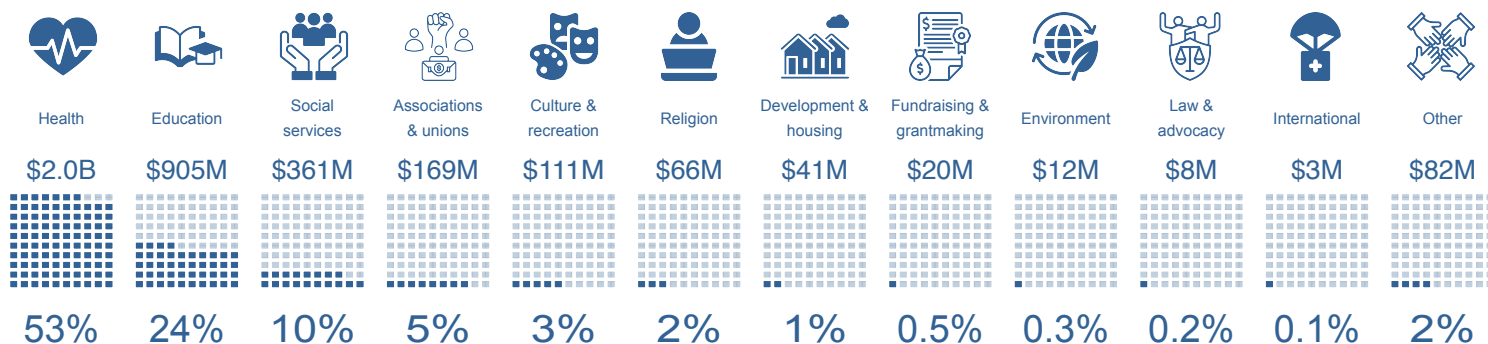 Health
$2.0B
53%
Education
$905M
24%
Social
services
$361M
10%
Associations
& unions
$169M
5%
Culture &
recreation
$111M
3%
Religion
$66M
2%
Development &
housing
$41M
1%
Fundraising &
grantmaking
$20M
0.5%
Environment
$12M
0.3%
Law &
advocacy
$8M
0.2%
International
$3M
0.1%
Other
$82M
2%